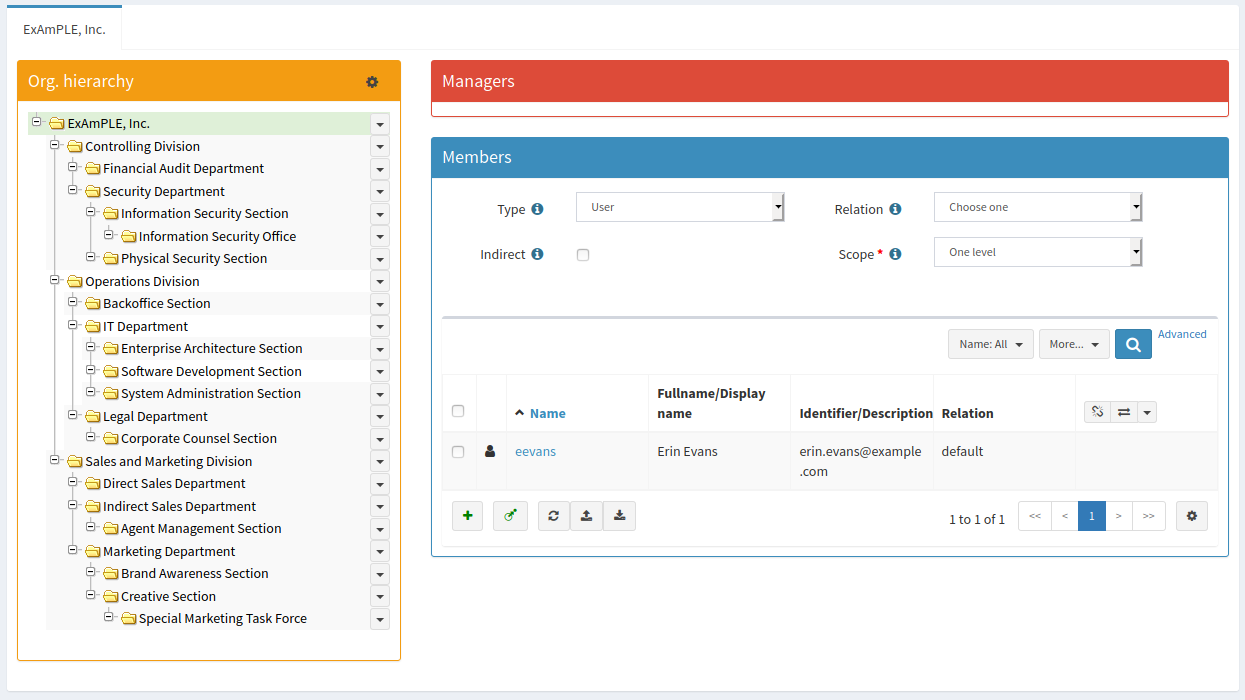 ExAmPLE, Inc.
Org. hierarchy
ExAmPLE, Inc.
Controlling Division
Financial Audit Department
Security Department
Information Security Section
Information Security Office
Physical Security Section
Operations Division
Backoffice Section
IT Department
Enterprise Architecture Section
Software Development Section
System Administration Section
Legal Department
Corporate Counsel Section
Sales and Marketing Division
Direct Sales Department
Indirect Sales Department
Agent Management Section
Marketing Department
Brand Awareness Section
Creative Section
Special Marketing Task Force
Managers
Members
Type User Relation Choose one
Indirect Scope * One level
Name: All More... Advanced
Name Fullname/Display name Identifier/Description Relation
eevans Erin Evans erin.evans@example default
.com
1 to 1 of 1 << < 1 > >>